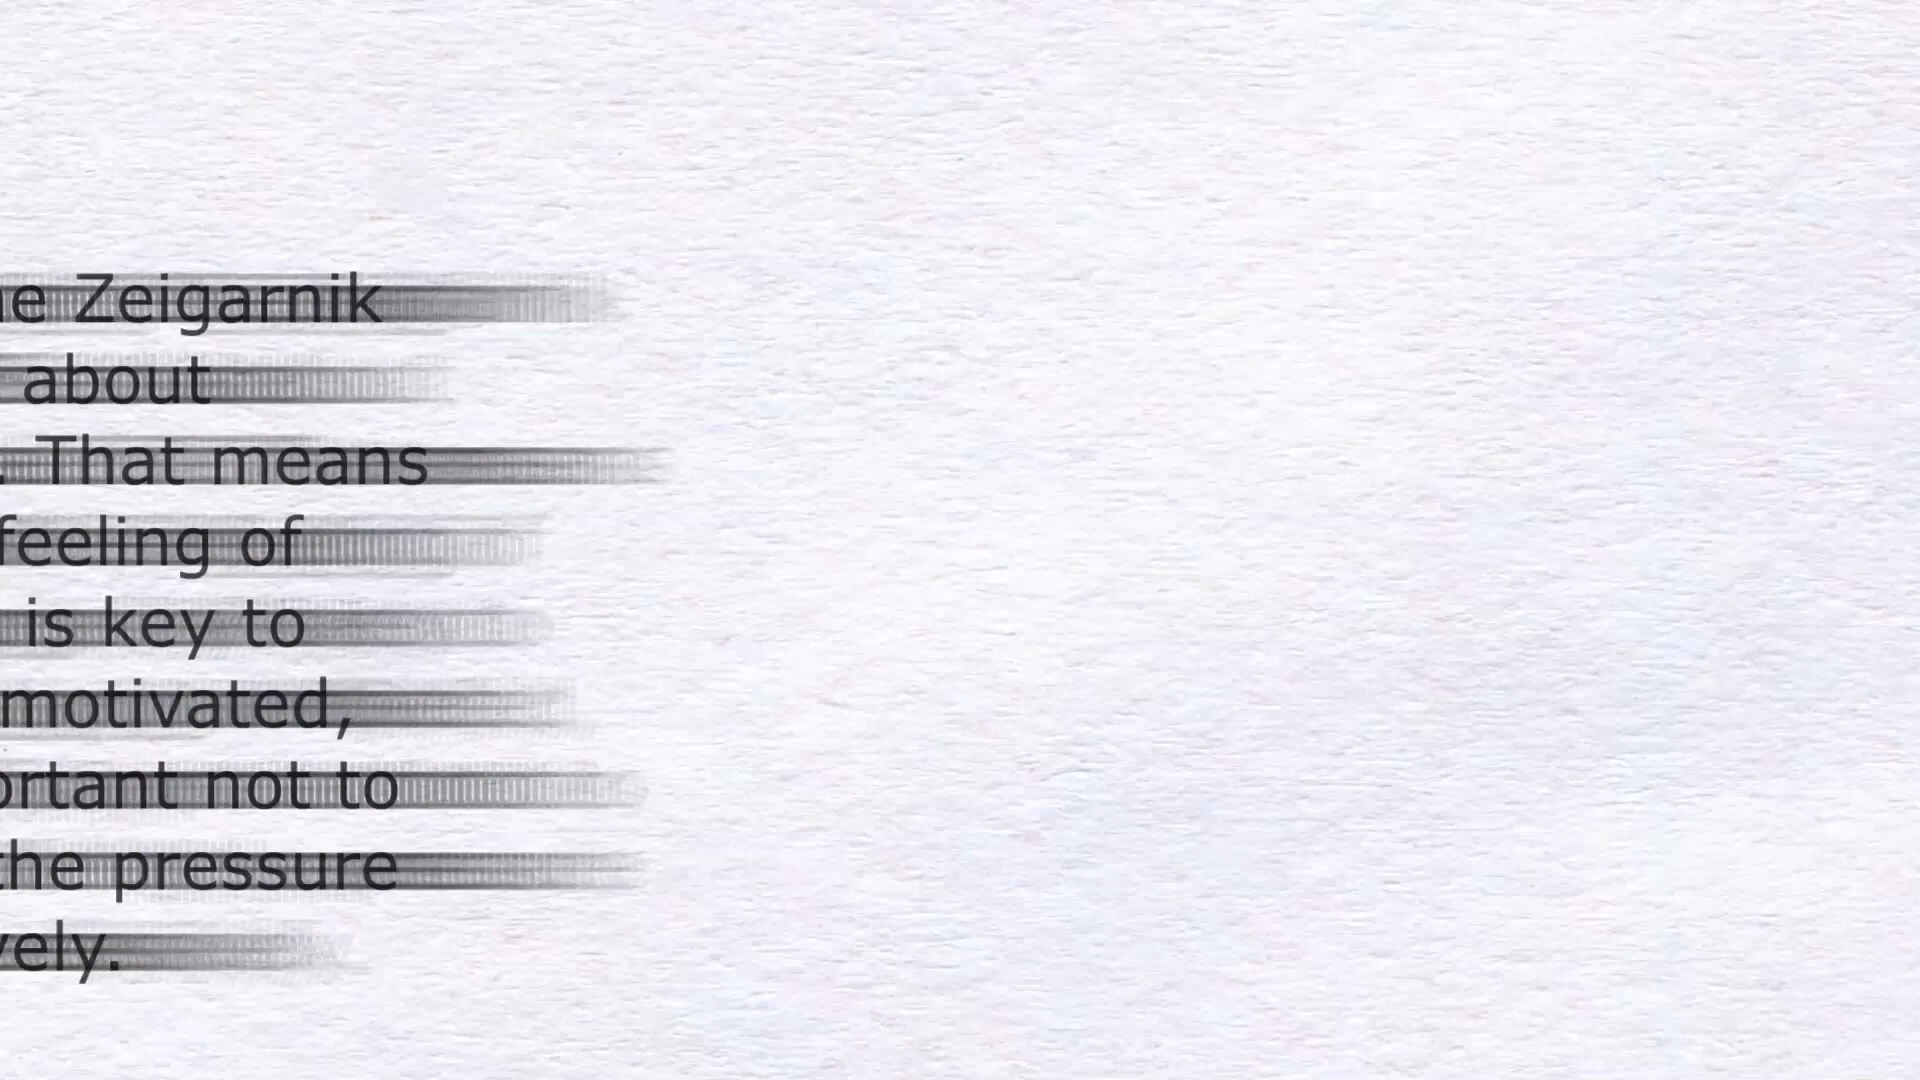 e Zeigarnik
about
. That means
feeling of
is key to
motivated,
ortant not to
the pressure
vely.